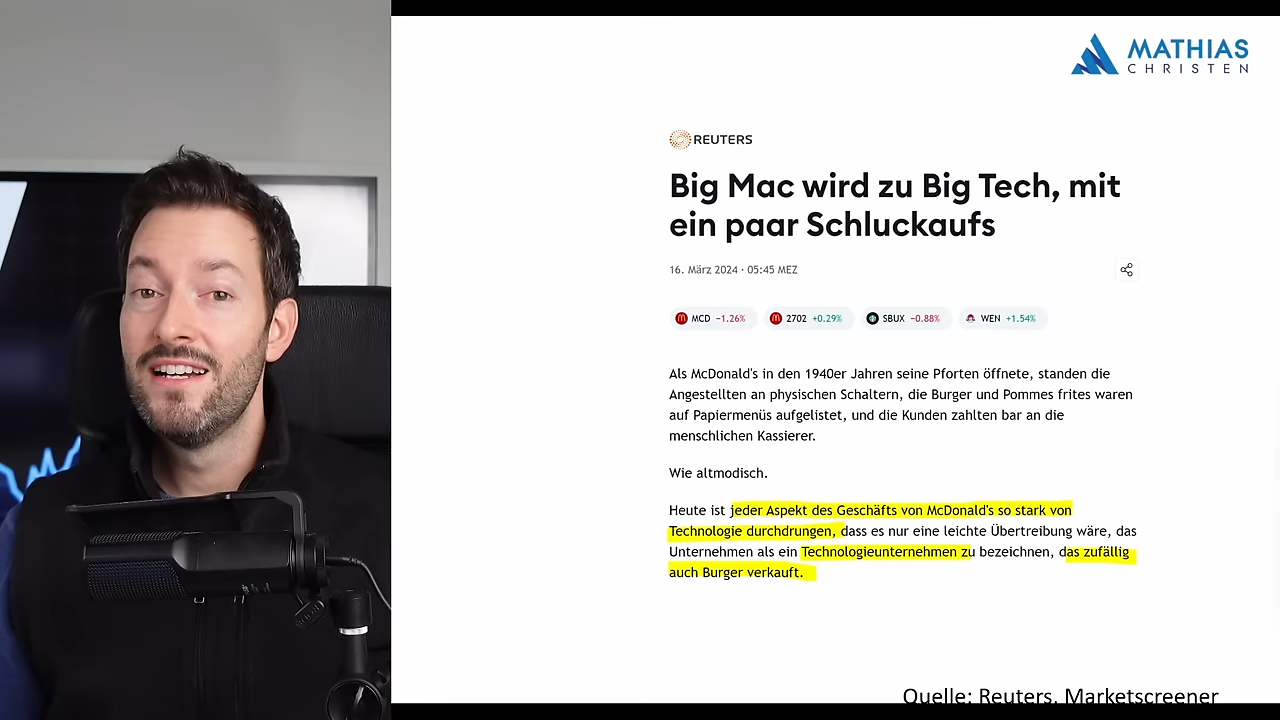 MATHIAS
CHRISTEN
REUTERS
Big Mac wird zu Big Tech, mit
ein paar Schluckaufs
16. März 2024 · 05:45 MEZ
MCD −1.26% 2702 +0.29% SBUX −0.88% WEN +1.54%
Als McDonald's in den 1940er Jahren seine Pforten öffnete, standen die
Angestellten an physischen Schaltern, die Burger und Pommes frites waren
auf Papiermenüs aufgelistet, und die Kunden zahlten bar an die
menschlichen Kassierer.
Wie altmodisch.
Heute ist jeder Aspekt des Geschäfts von McDonald's so stark von
Technologie durchdrungen, dass es nur eine leichte Übertreibung wäre, das
Unternehmen als ein Technologieunternehmen zu bezeichnen, das zufällig
auch Burger verkauft.
Quelle: Reuters, Marketscreener